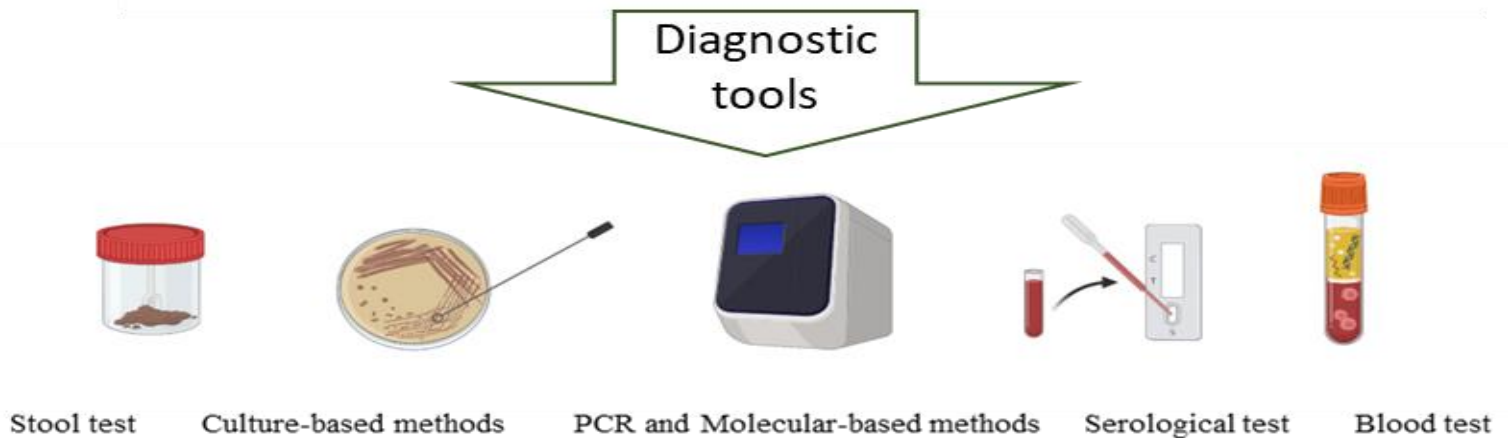 Diagnostic
tools
C
T
S
Stool test
Culture-based methods
PCR and Molecular-based methods
Serological test
Blood test